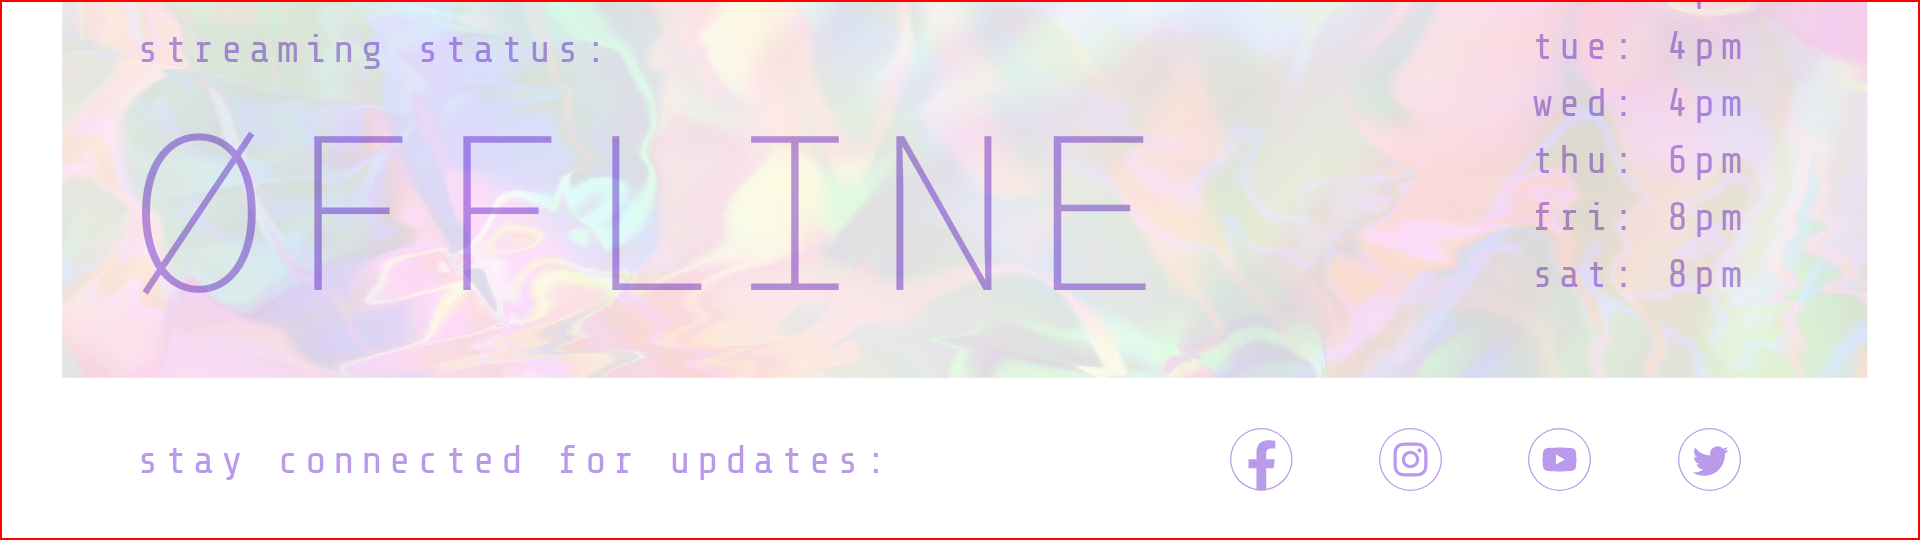 streaming status:
ØFFLINE
tue: 4pm
wed: 4pm
thu: 6pm
fri: 8pm
sat: 8pm
stay connected for updates: